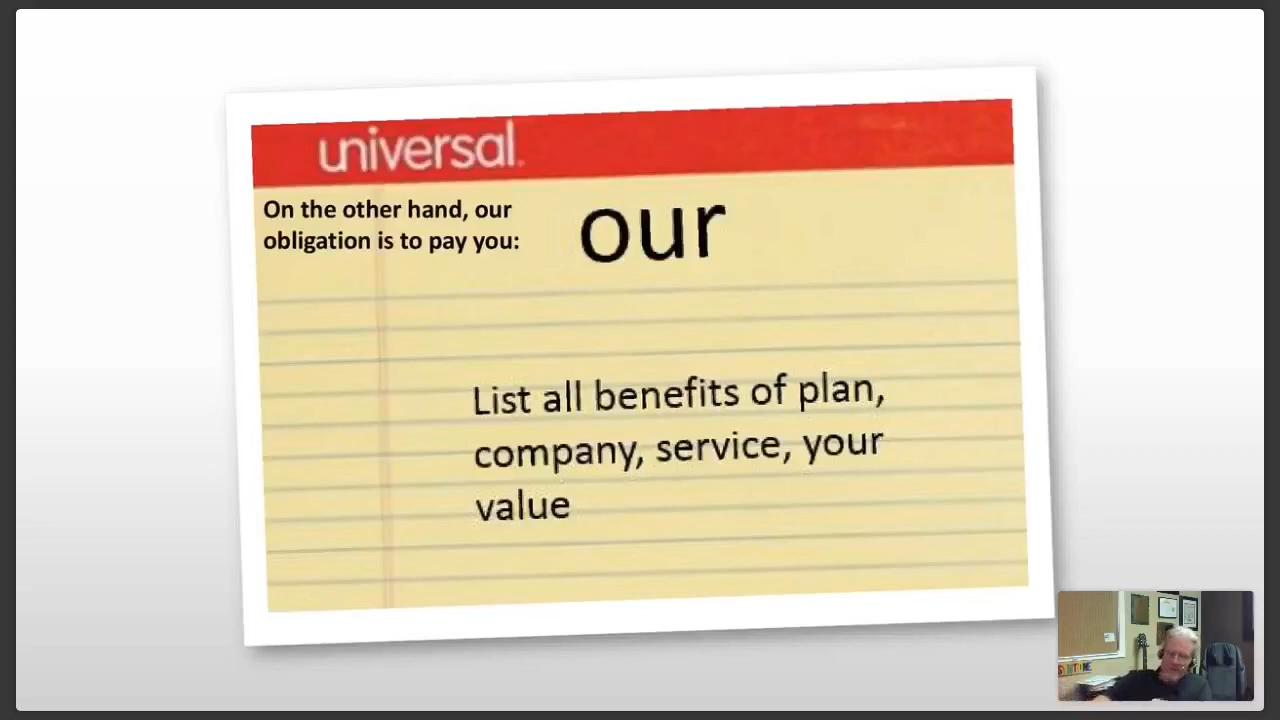 universal
On the other hand, our
obligation is to pay you:
our
List all benefits of plan,
company, service, your
value